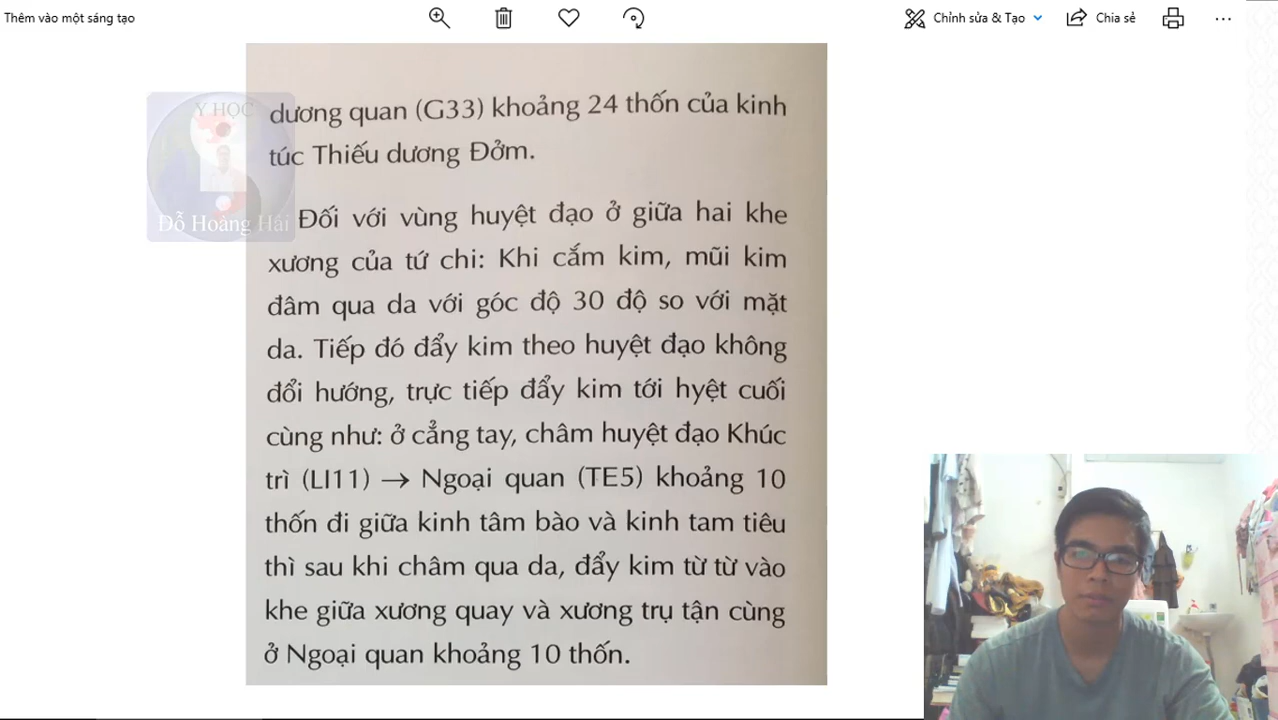 Thêm vào một sáng tạo
Chỉnh sửa & Tạo
Chia sẻ
Y HỌC
Đỗ Hoàng Hải
dương quan (G33) khoảng 24 thốn của kinh
túc Thiếu dương Đởm.
Đối với vùng huyệt đạo ở giữa hai khe
xương của tứ chi: Khi cắm kim, mũi kim
đâm qua da với góc độ 30 độ so với mặt
da. Tiếp đó đẩy kim theo huyệt đạo không
đổi hướng, trực tiếp đẩy kim tới hyệt cuối
cùng như: ở cẳng tay, châm huyệt đạo Khúc
trì (LI11) → Ngoại quan (TE5) khoảng 10
thốn đi giữa kinh tâm bào và kinh tam tiêu
thì sau khi châm qua da, đẩy kim từ từ vào
khe giữa xương quay và xương trụ tận cùng
ở Ngoại quan khoảng 10 thốn.